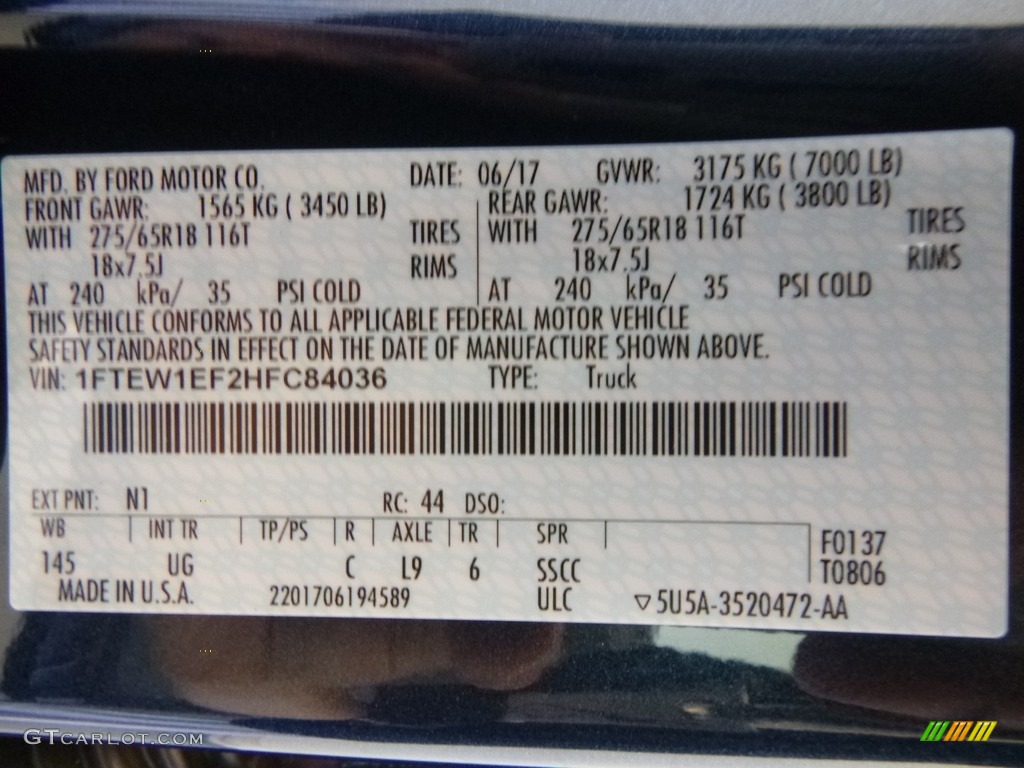 MFD. BY FORD MOTOR CO. DATE: 06/17 GVWR: 3175 KG ( 7000 LB)
FRONT GAWR: 1565 KG ( 3450 LB) REAR GAWR: 1724 KG ( 3800 LB)
WITH 275/65R18 116T TIRES WITH 275/65R18 116T TIRES
18x7.5J RIMS 18x7.5J RIMS
AT 240 kPa/ 35 PSI COLD AT 240 kPa/ 35 PSI COLD
THIS VEHICLE CONFORMS TO ALL APPLICABLE FEDERAL MOTOR VEHICLE
SAFETY STANDARDS IN EFFECT ON THE DATE OF MANUFACTURE SHOWN ABOVE.
VIN: 1FTEW1EF2HFC84036 TYPE: Truck
EXT PNT: N1 RC: 44 DSO:
WB INT TR TP/PS R AXLE TR SPR F0137
145 UG C L9 6 SSCC T0806
MADE IN U.S.A. 2201706194589 ULC ▽5U5A-3520472-AA
GTcarlot.com